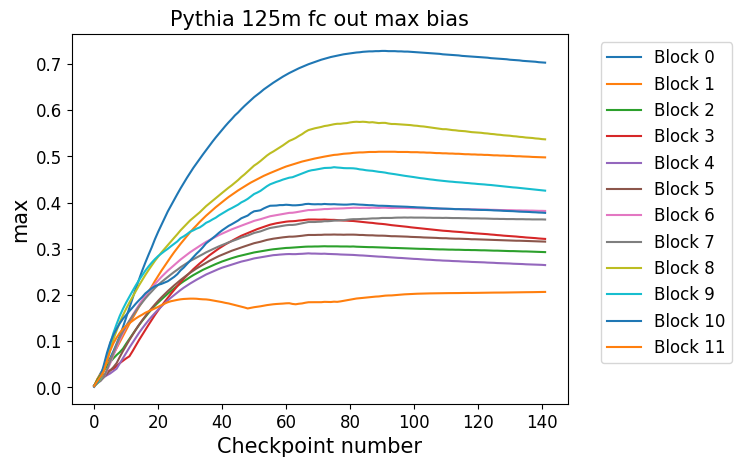 Pythia 125m fc out max bias
max
0.7
0.6
0.5
0.4
0.3
0.2
0.1
0.0
0 20 40 60 80 100 120 140
Checkpoint number
Block 0
Block 1
Block 2
Block 3
Block 4
Block 5
Block 6
Block 7
Block 8
Block 9
Block 10
Block 11